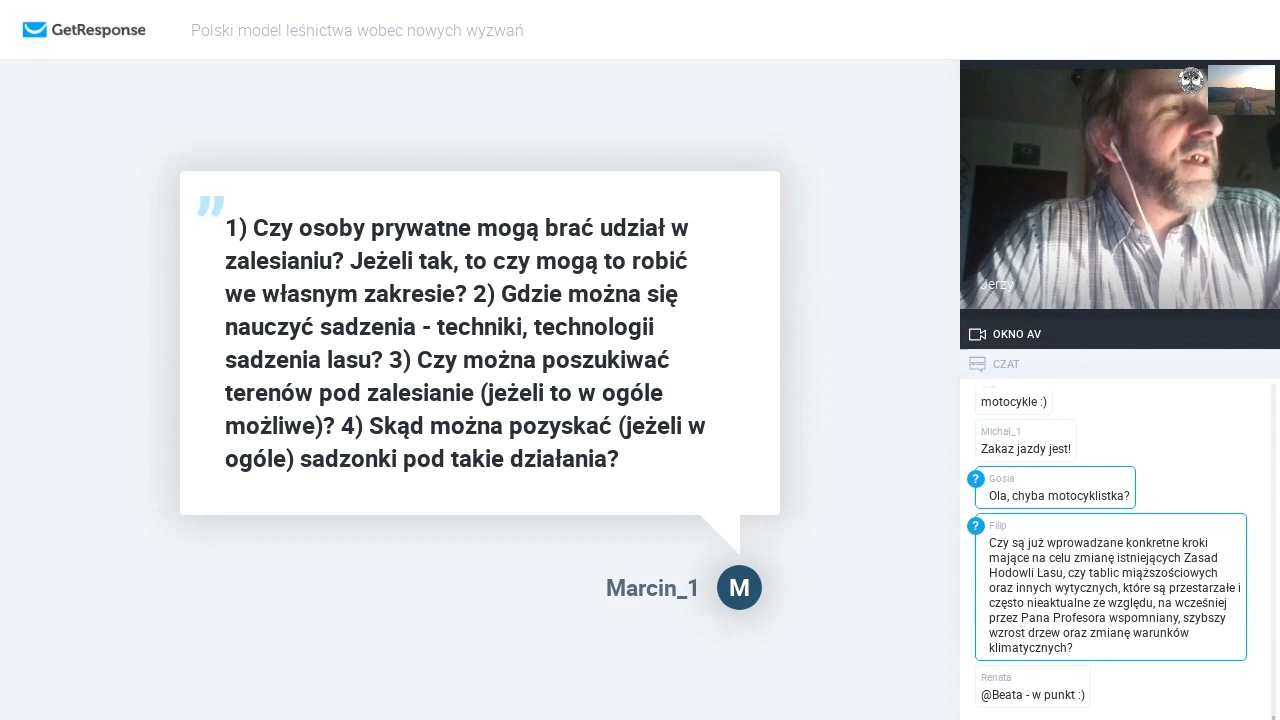 GetResponse
Polski model leśnictwa wobec nowych wyzwań
1) Czy osoby prywatne mogą brać udział w
zalesianiu? Jeżeli tak, to czy mogą to robić
we własnym zakresie? 2) Gdzie można się
nauczyć sadzenia - techniki, technologii
sadzenia lasu? 3) Czy można poszukiwać
terenów pod zalesianie (jeżeli to w ogóle
możliwe)? 4) Skąd można pozyskać (jeżeli w
ogóle) sadzonki pod takie działania?
Marcin_1
M
Jerzy
OKNO AV
CZAT
motocykle :)
Michał_1
Zakaz jazdy jest!
?
Gosia
Ola, chyba motocyklistka?
?
Filip
Czy są już wprowadzane konkretne kroki
mające na celu zmianę istniejących Zasad
Hodowli Lasu, czy tablic miąższościowych
oraz innych wytycznych, które są przestarzałe i
często nieaktualne ze względu, na wcześniej
przez Pana Profesora wspomniany, szybszy
wzrost drzew oraz zmianę warunków
klimatycznych?
Renata
@Beata - w punkt :)